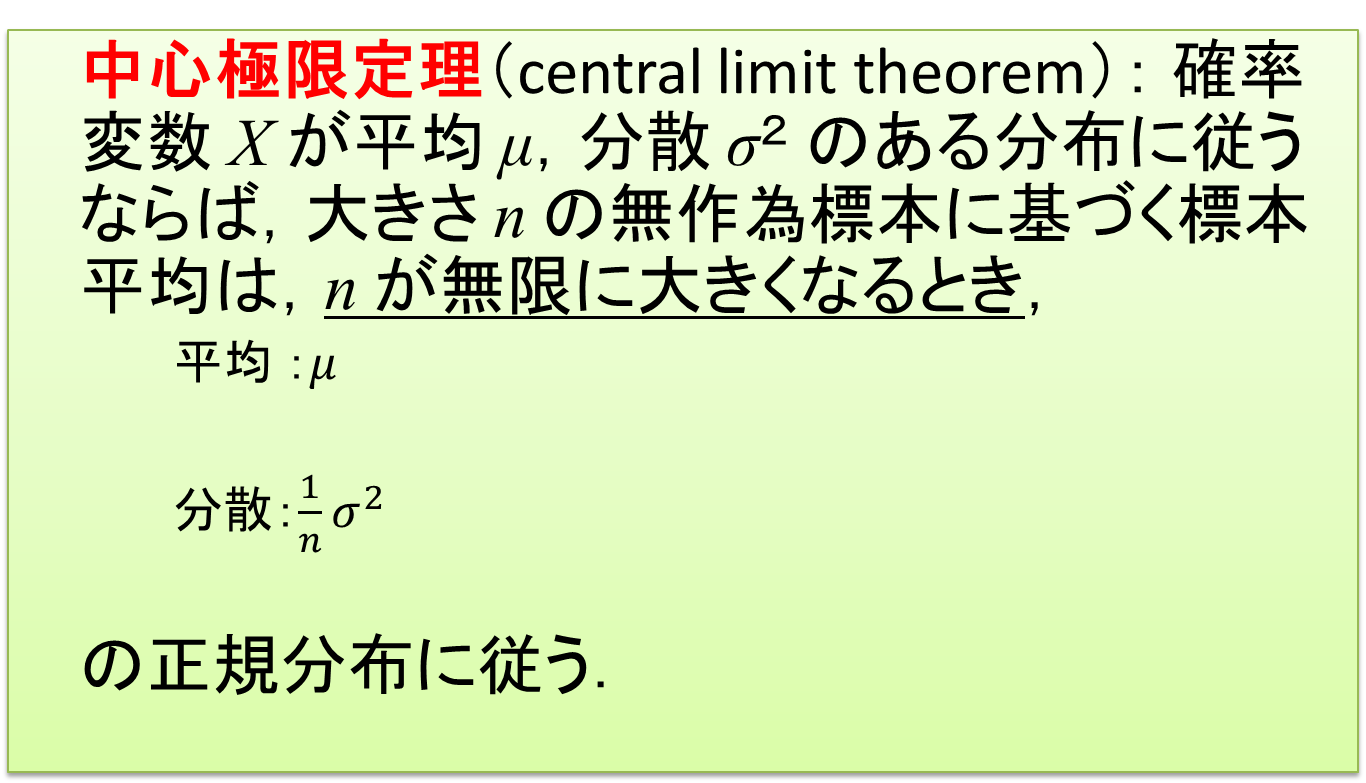 中心極限定理（central limit theorem）：確率
変数 X が平均 μ，分散 σ² のある分布に従う
ならば，大きさ n の無作為標本に基づく標本
平均は，n が無限に大きくなるとき，
平均 ：μ
分散：1/n σ²
の正規分布に従う．